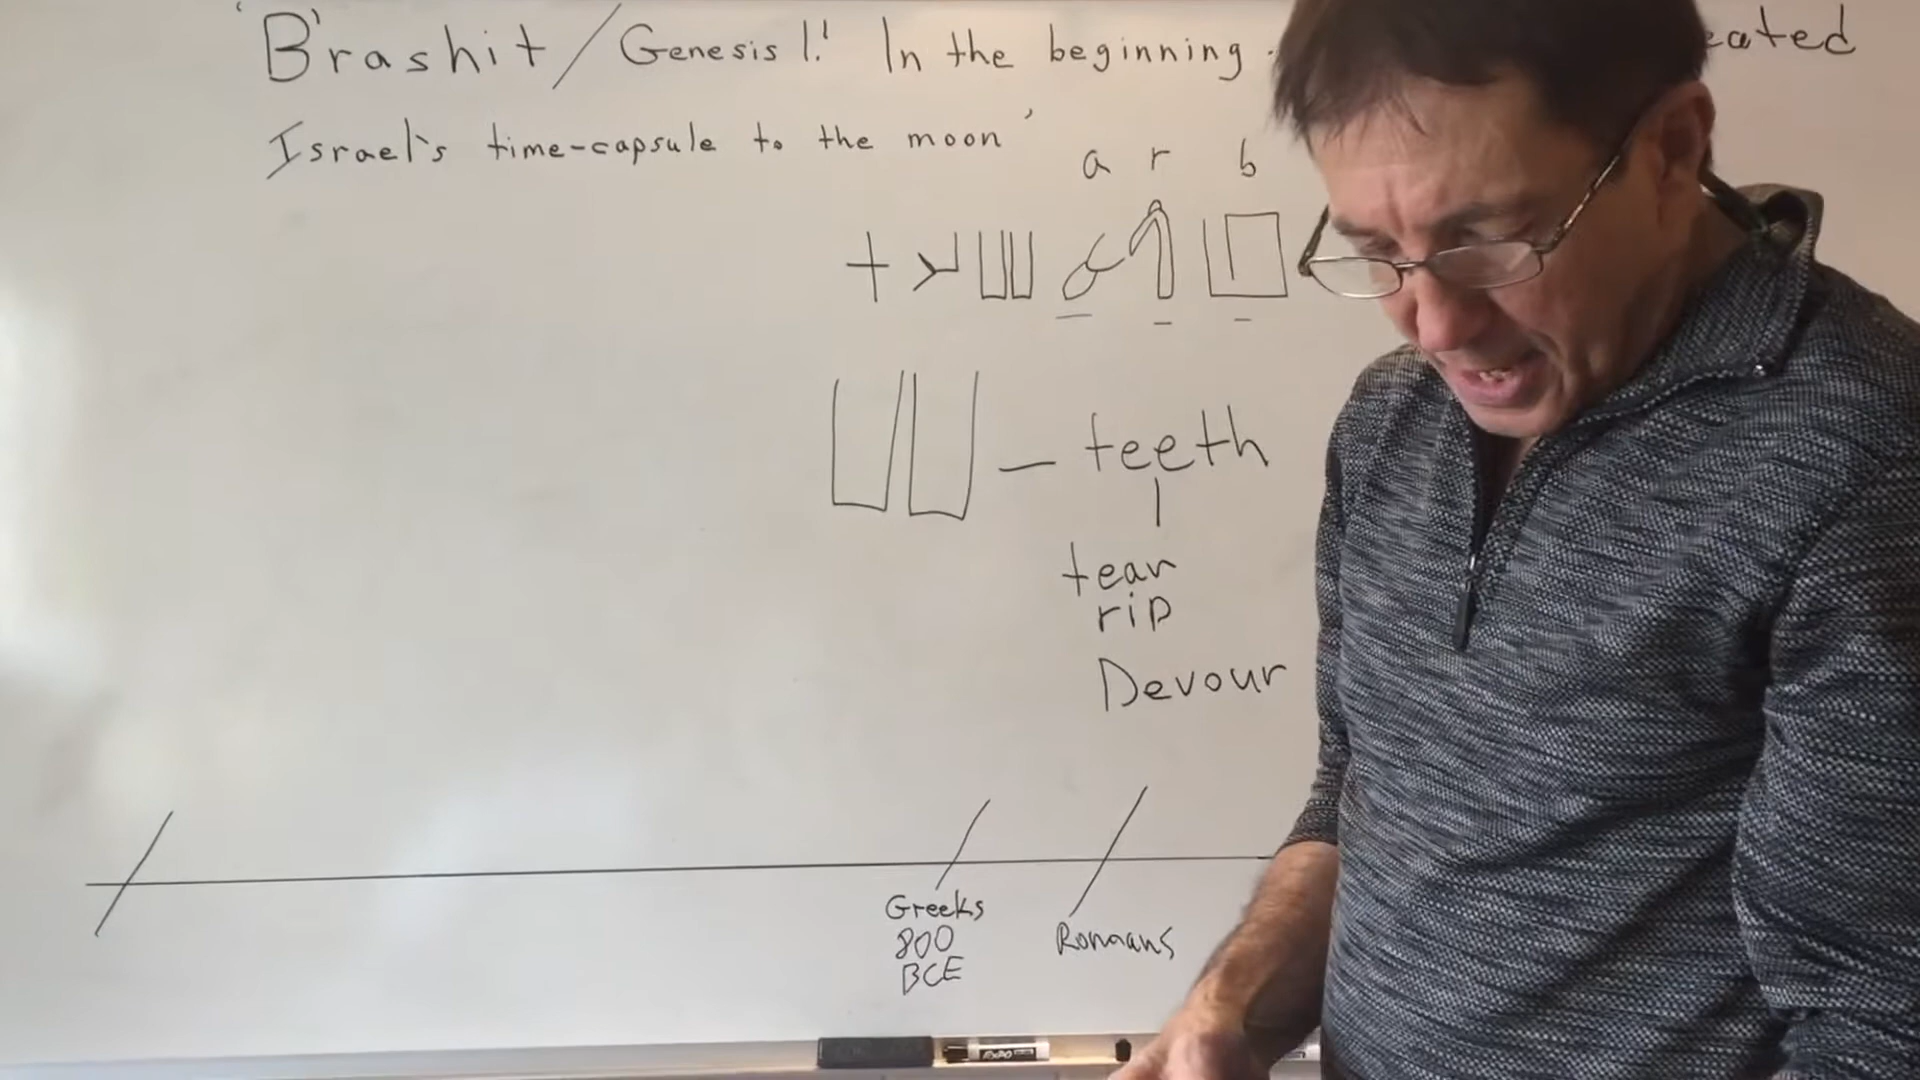 'B'rashit/Genesis 1:1 In the beginning
Israel's time-capsule to the moon'
a r b
teeth
tear
rip
Devour
Greeks
800
BCE
Romans
EXPO